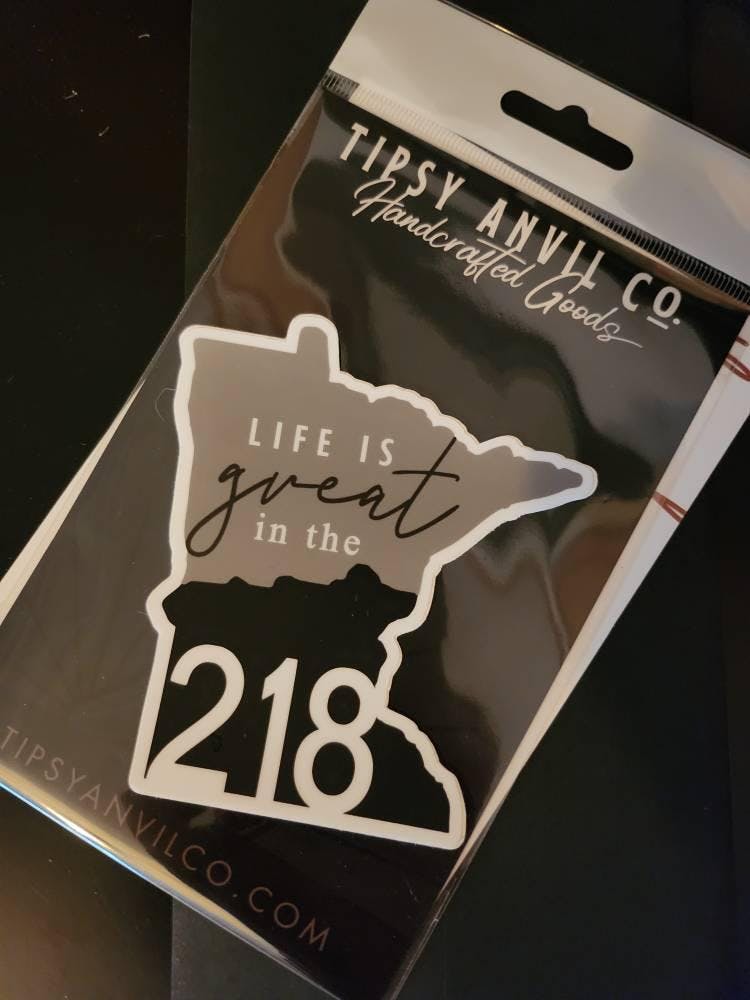 TIPSY ANVIL CO.
Handcrafted Goods
LIFE IS
great
in the
218
TIPSYANVILCO.COM